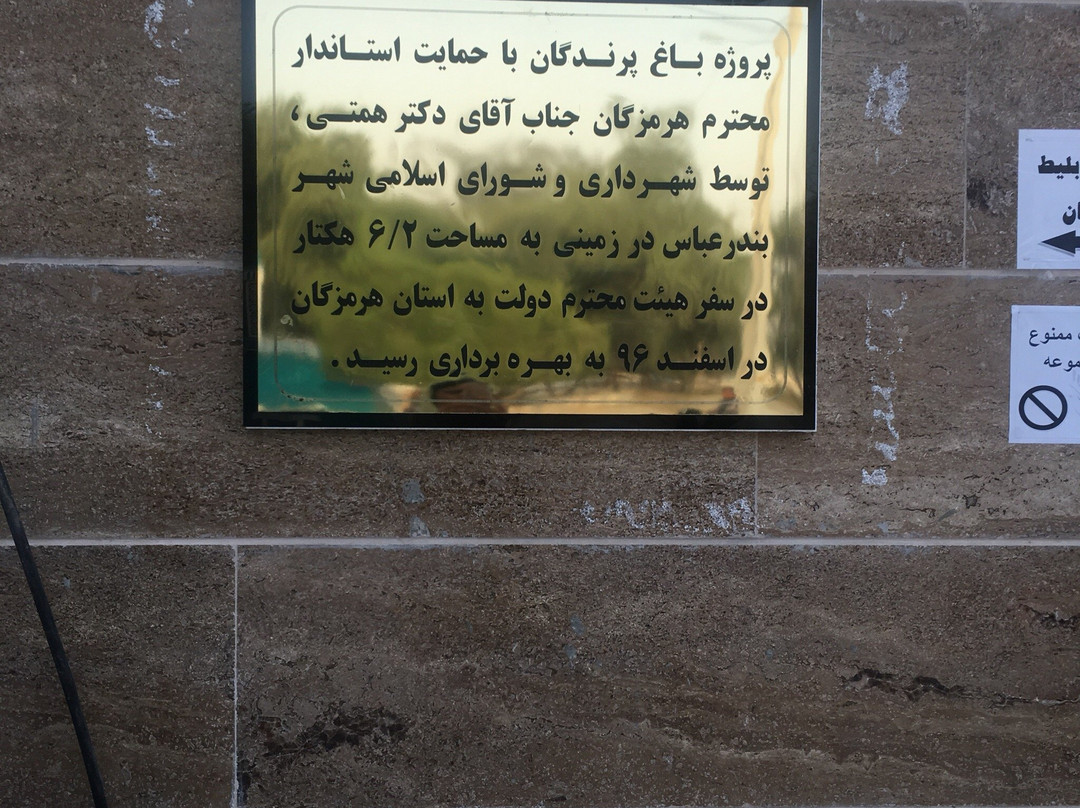 پروژه باغ پرندگان با حمایت استاندار
محترم هرمزگان جناب آقای دکتر همتی،
توسط شهرداری و شورای اسلامی شهر
بندرعباس در زمینی به مساحت ۶/۲ هکتار
در سفر هیئت محترم دولت به استان هرمزگان
در اسفند ۹۶ به بهره برداری رسید.
بلیط
ممنوع